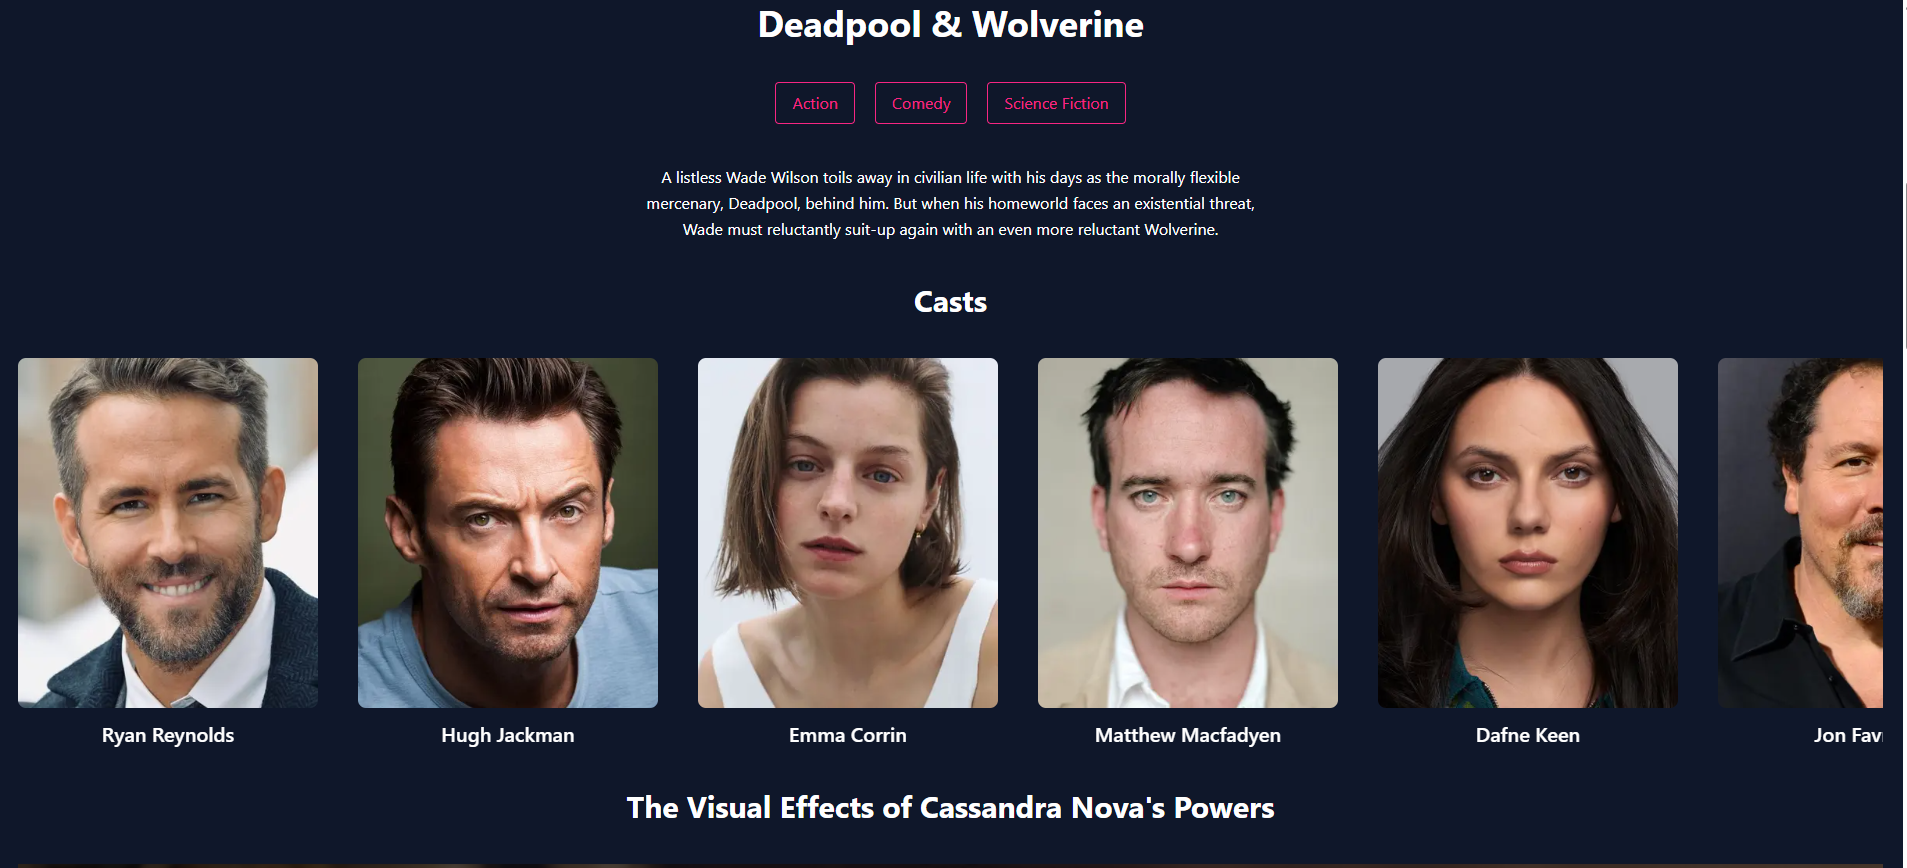 Deadpool & Wolverine
Action Comedy Science Fiction
A listless Wade Wilson toils away in civilian life with his days as the morally flexible
mercenary, Deadpool, behind him. But when his homeworld faces an existential threat,
Wade must reluctantly suit-up again with an even more reluctant Wolverine.
Casts
Ryan Reynolds Hugh Jackman Emma Corrin Matthew Macfadyen Dafne Keen Jon
The Visual Effects of Cassandra Nova's Powers